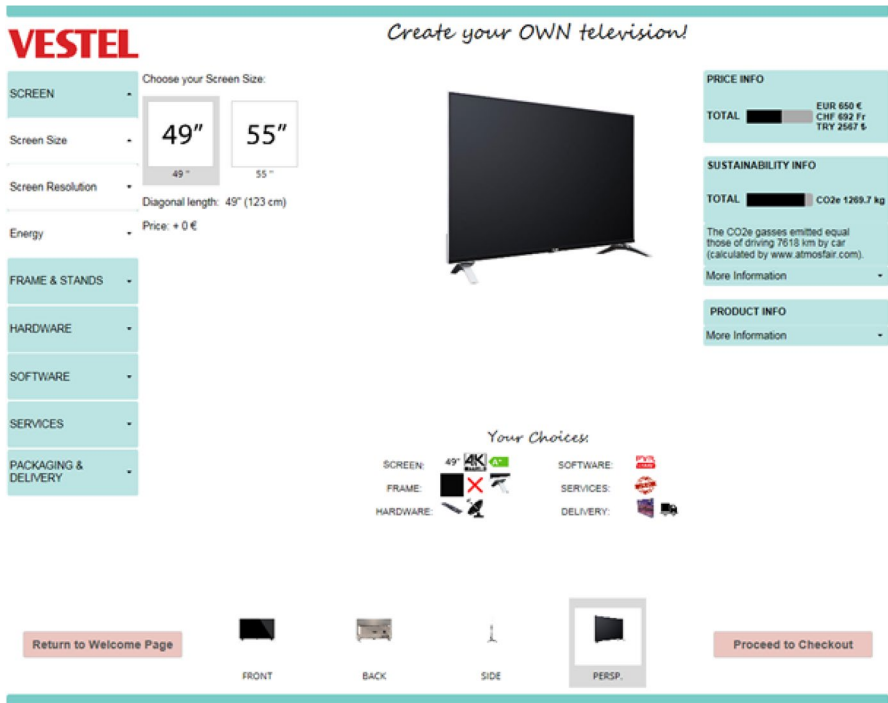 Create your OWN television!
VESTEL
SCREEN
Screen Size
Screen Resolution
Energy
FRAME & STANDS
HARDWARE
SOFTWARE
SERVICES
PACKAGING &
DELIVERY
Choose your Screen Size:
49" 55"
49 " 55 "
Diagonal length: 49" (123 cm)
Price: + 0 €
PRICE INFO
TOTAL
EUR 650 €
CHF 692 Fr
TRY 2567 ₺
SUSTAINABILITY INFO
TOTAL CO2e 1269.7 kg
The CO2e gasses emitted equal
those of driving 7618 km by car
(calculated by www.atmosfair.com).
More Information
PRODUCT INFO
More Information
Your Choices:
SCREEN: 49" 4K A+
FRAME:
HARDWARE:
SOFTWARE:
SERVICES:
DELIVERY:
Return to Welcome Page
FRONT
BACK
SIDE
PERSP.
Proceed to Checkout